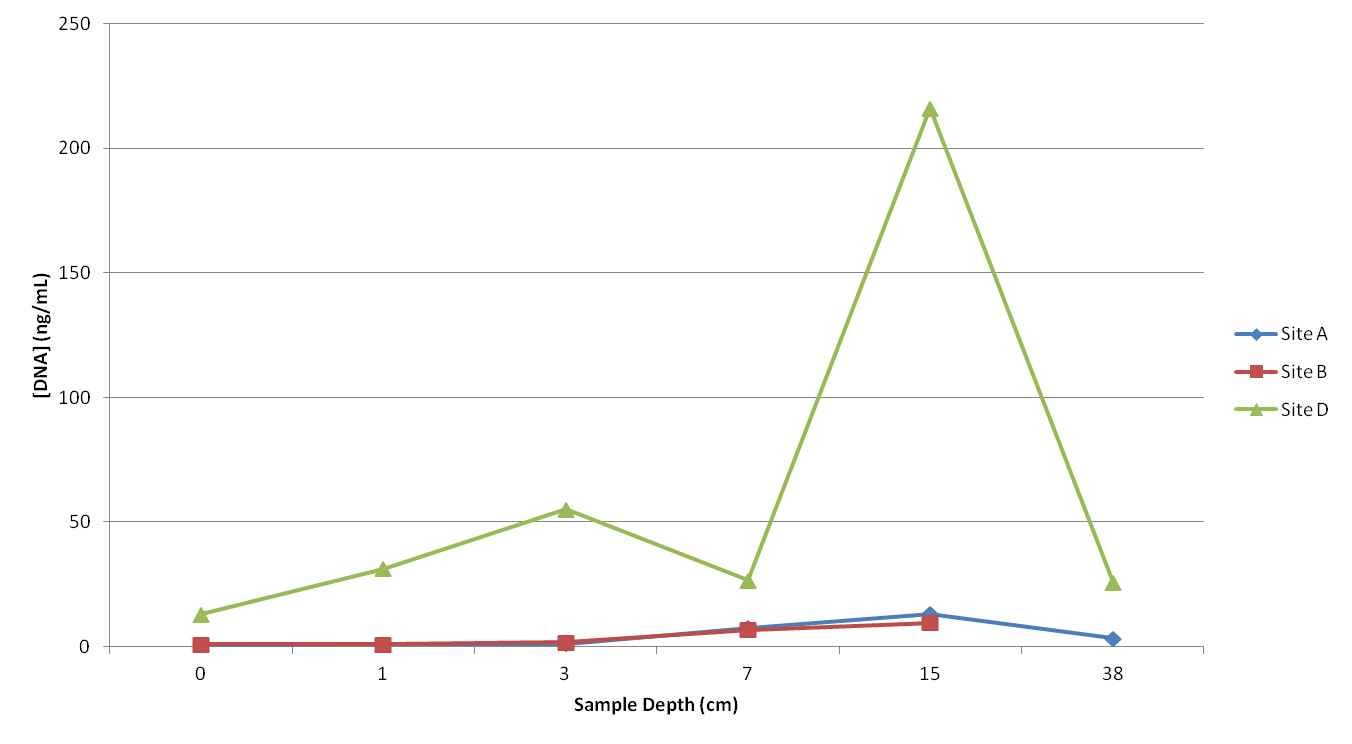 250
200
150
100
50
0
[DNA] (ng/mL)
0 1 3 7 15 38
Sample Depth (cm)
Site A
Site B
Site D